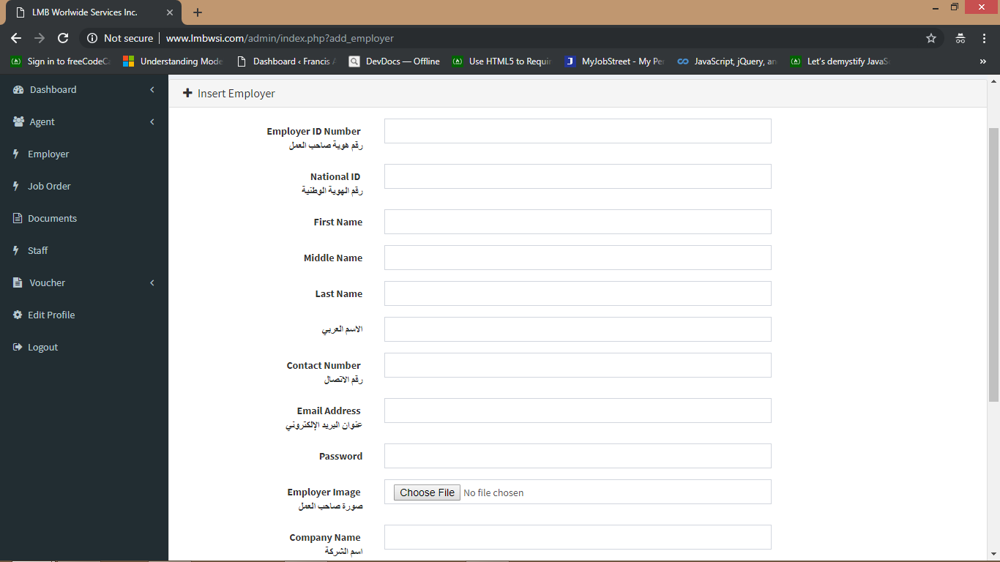 LMB Worlwide Services Inc.
Not secure
www.lmbwsi.com/admin/index.php?add_employer
Sign in to freeCodeCa
Understanding Mode
Dashboard ‹ Francis A
DevDocs — Offline
Use HTML5 to Requir
MyJobStreet - My Pe
JavaScript, jQuery, an
Let's demystify JavaS
»
Dashboard
Agent
Employer
Job Order
Documents
Staff
Voucher
Edit Profile
Logout
Insert Employer
Employer ID Number
رقم هوية صاحب العمل
National ID
رقم الهوية الوطنية
First Name
Middle Name
Last Name
الاسم العربي
Contact Number
رقم الاتصال
Email Address
عنوان البريد الإلكتروني
Password
Employer Image
صورة صاحب العمل
Choose File No file chosen
Company Name
اسم الشركة